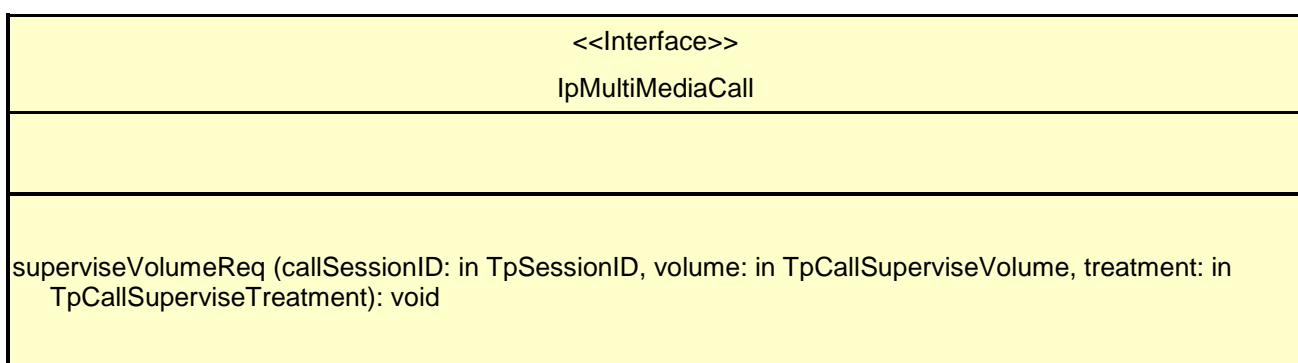 <<Interface>>
IpMultiMediaCall
superviseVolumeReq (callSessionID: in TpSessionID, volume: in TpCallSuperviseVolume, treatment: in
TpCallSuperviseTreatment): void